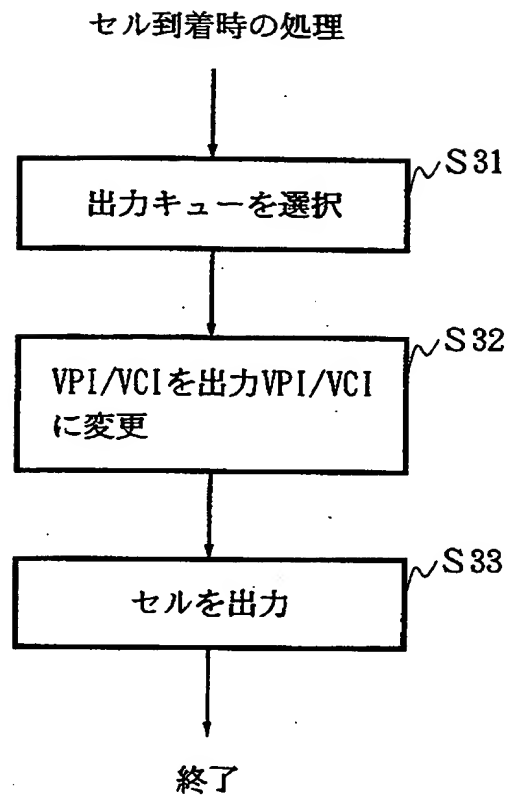 セル到着時の処理
S31
出力キューを選択
S32
VPI/VCIを出力VPI/VCI
に変更
S33
セルを出力
終了